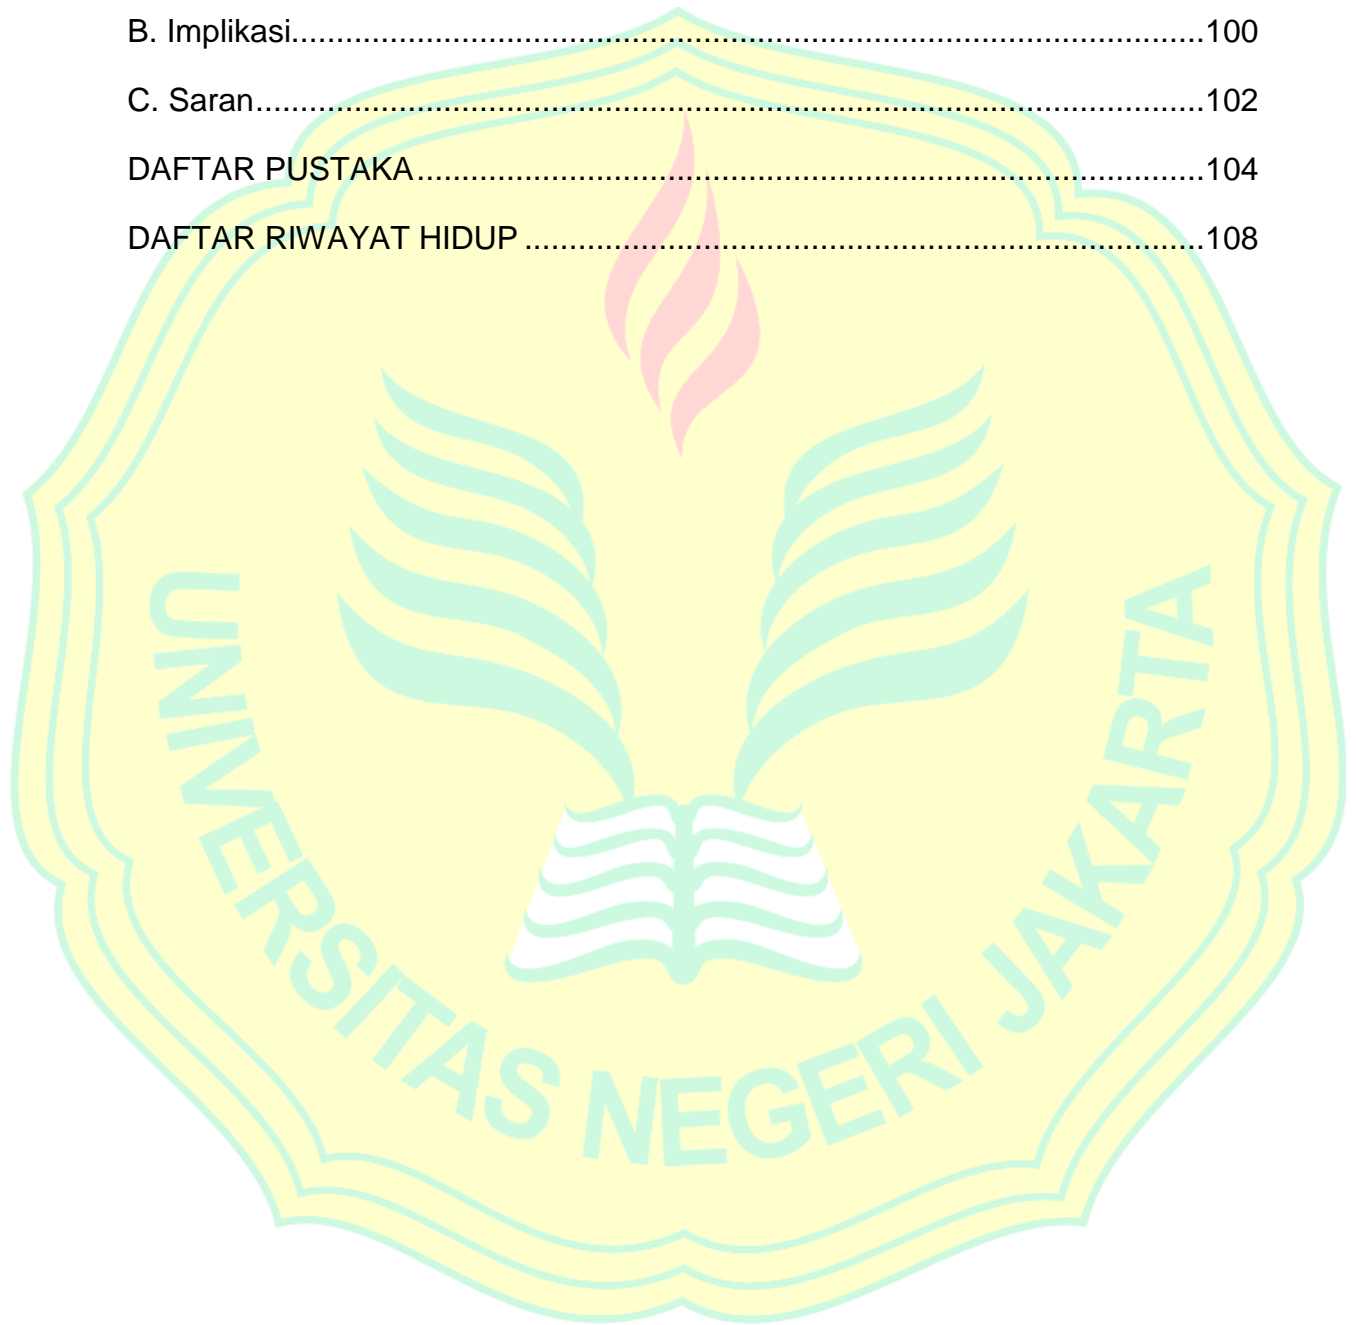 B. Implikasi.....................................................................................................100
C. Saran.........................................................................................................102
DAFTAR PUSTAKA.......................................................................................104
DAFTAR RIWAYAT HIDUP ...........................................................................108
UNIVERSITAS NEGERI JAKARTA